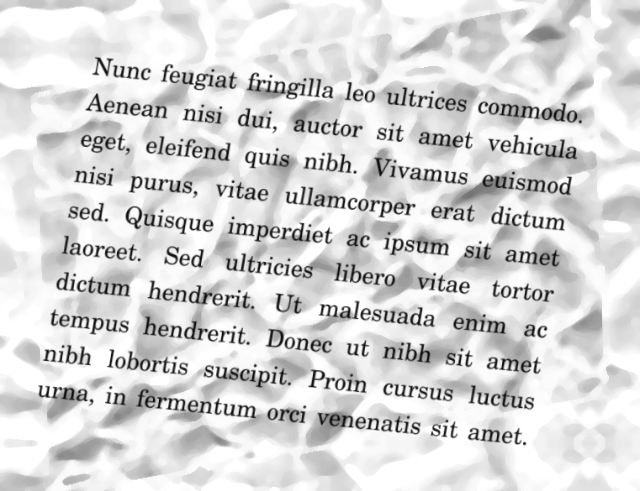 Nunc feugiat fringilla leo ultrices commodo.
Aenean nisi dui, auctor sit amet vehicula
eget, eleifend quis nibh. Vivamus euismod
nisi purus, vitae ullamcorper erat dictum
sed. Quisque imperdiet ac ipsum sit amet
laoreet. Sed ultricies libero vitae tortor
dictum hendrerit. Ut malesuada enim ac
tempus hendrerit. Donec ut nibh sit amet
nibh lobortis suscipit. Proin cursus luctus
urna, in fermentum orci venenatis sit amet.